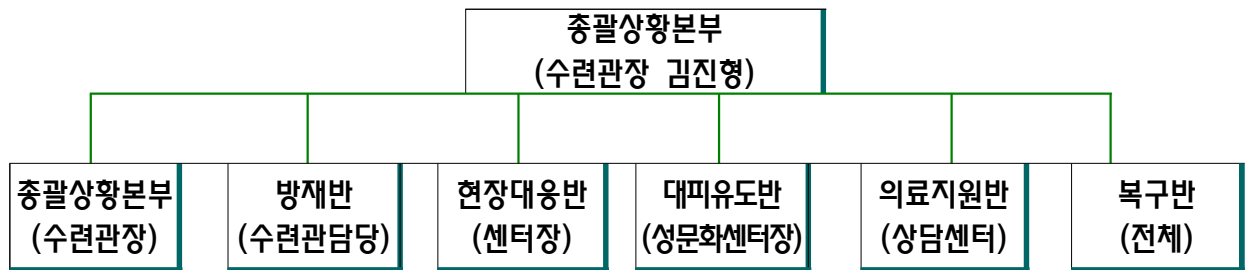 총괄상황본부
(수련관장 김진형)
총괄상황본부
(수련관장)
방재반
(수련관담당)
현장대응반
(센터장)
대피유도반
(성문화센터장)
의료지원반
(상담센터)
복구반
(전체)